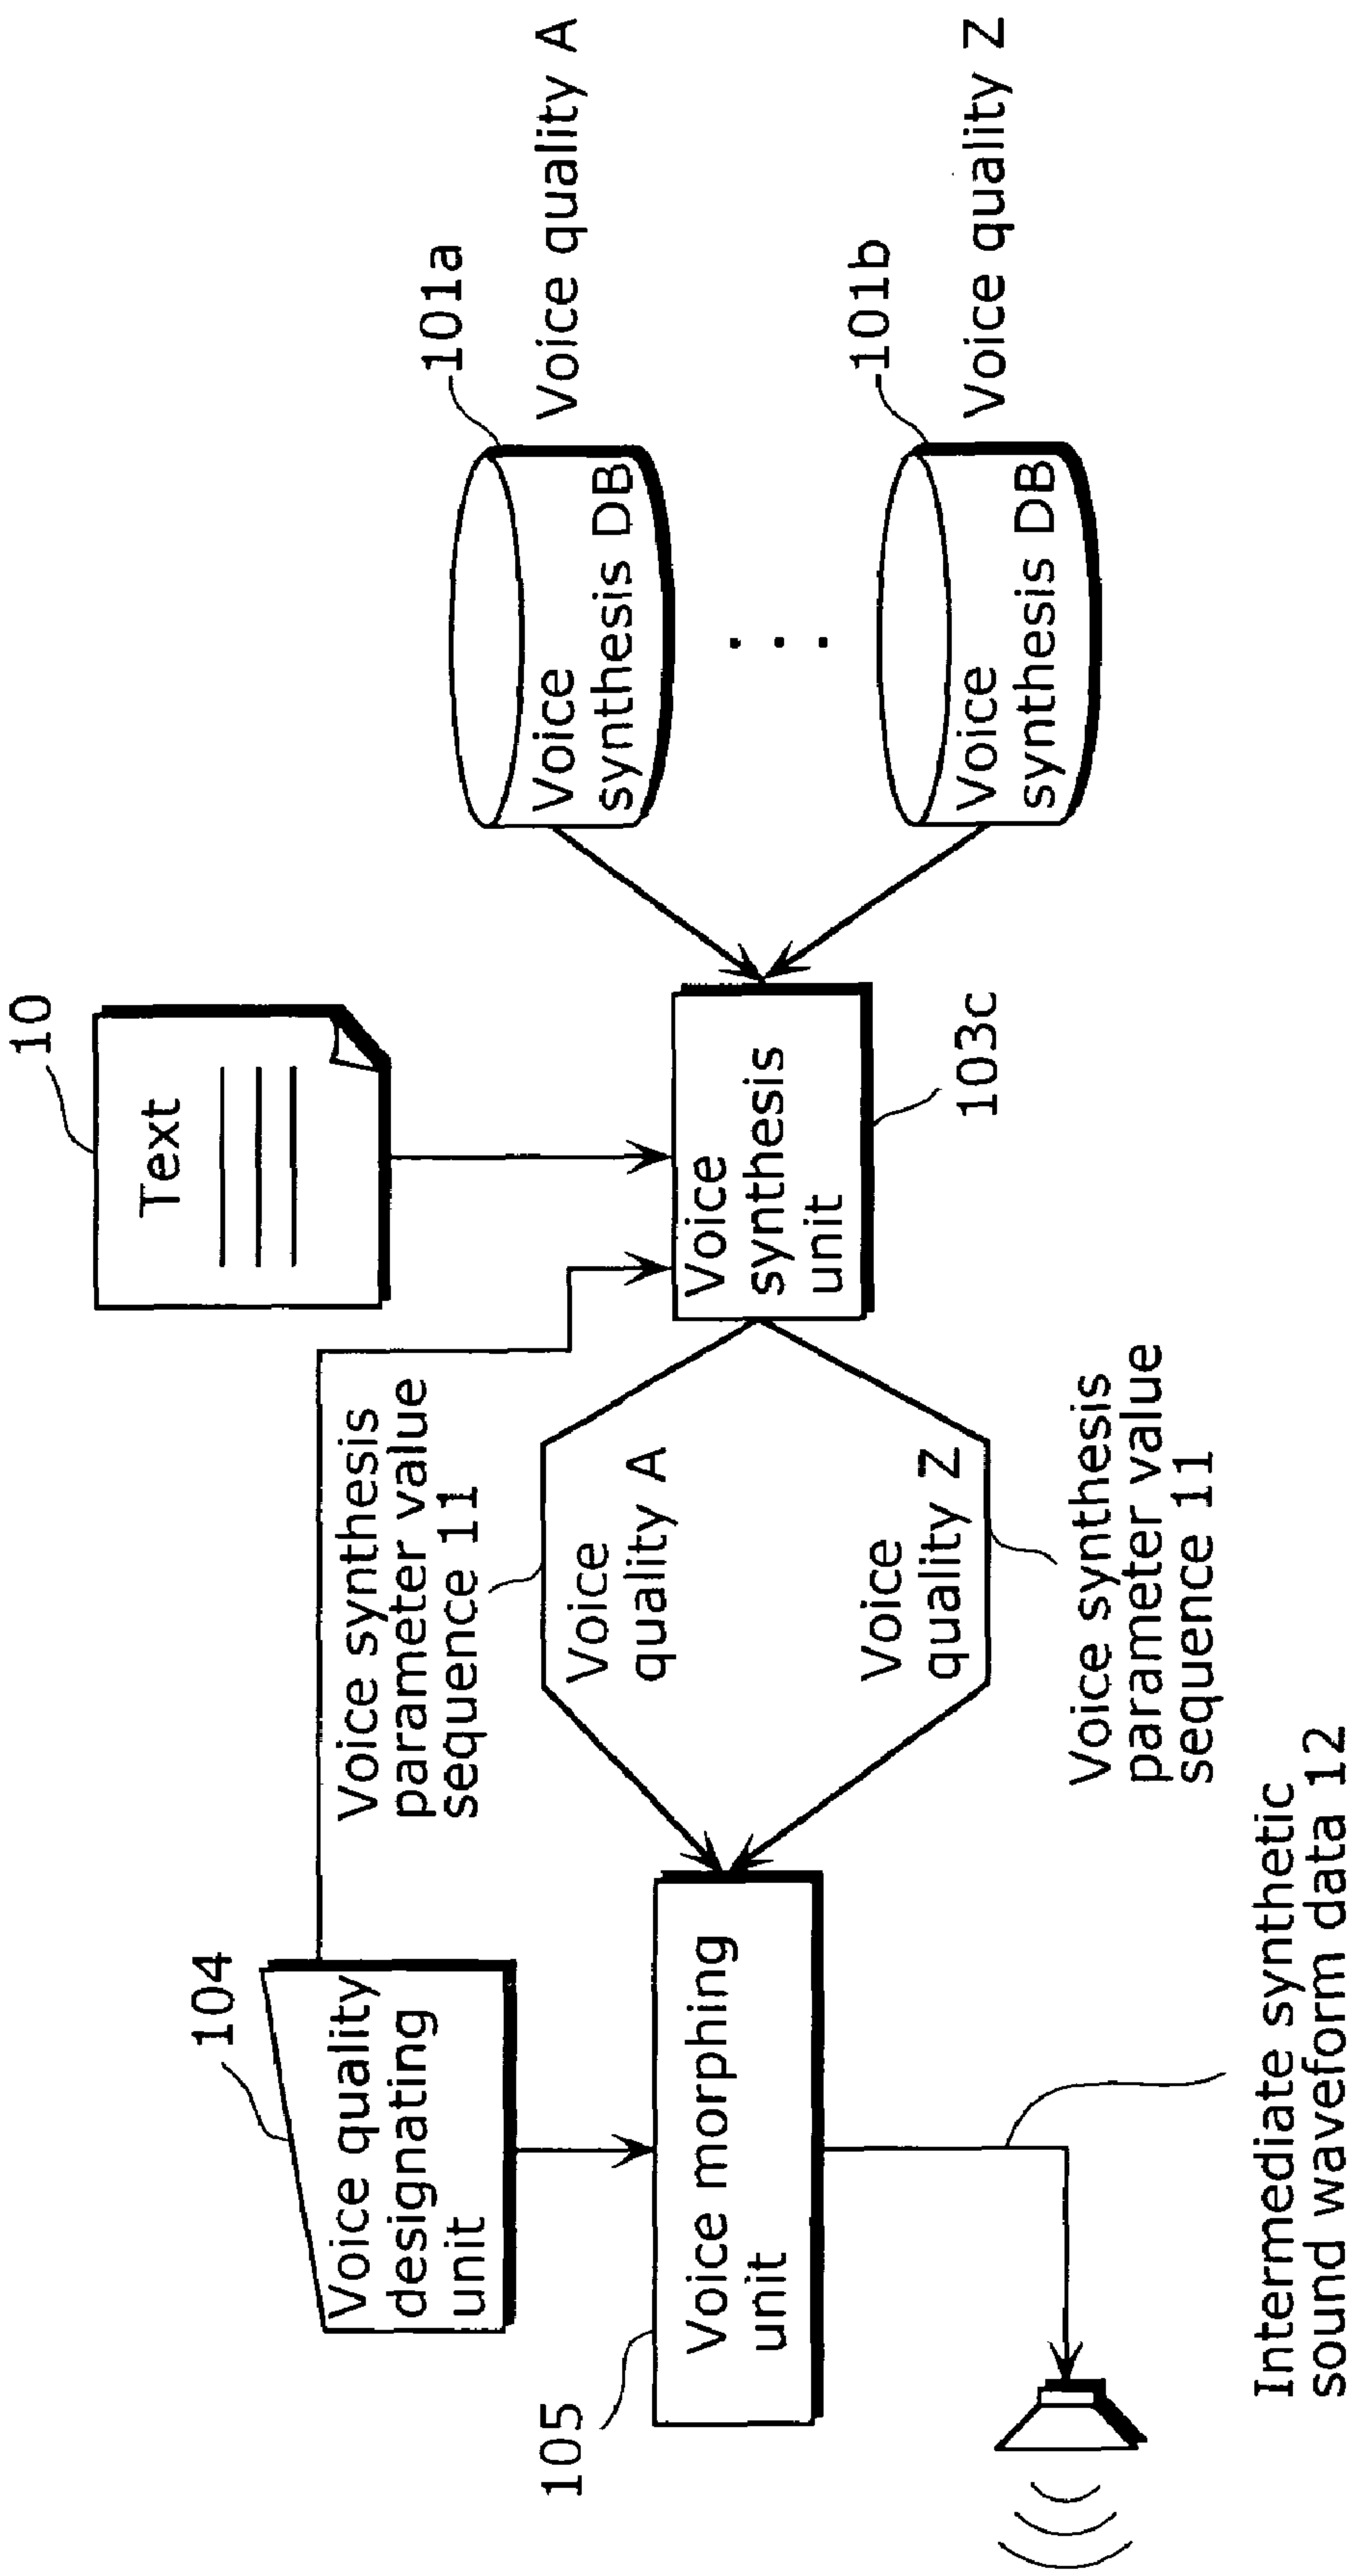 10
Text
104
Voice quality
designating
unit
Voice synthesis
parameter value
sequence 11
101a
Voice quality A
Voice
synthesis DB
105
Voice morphing
unit
Voice
quality A
Voice
quality Z
Voice
synthesis
unit
103c
101b
Voice quality Z
Voice
synthesis DB
Voice synthesis
parameter value
sequence 11
Intermediate synthetic
sound waveform data 12